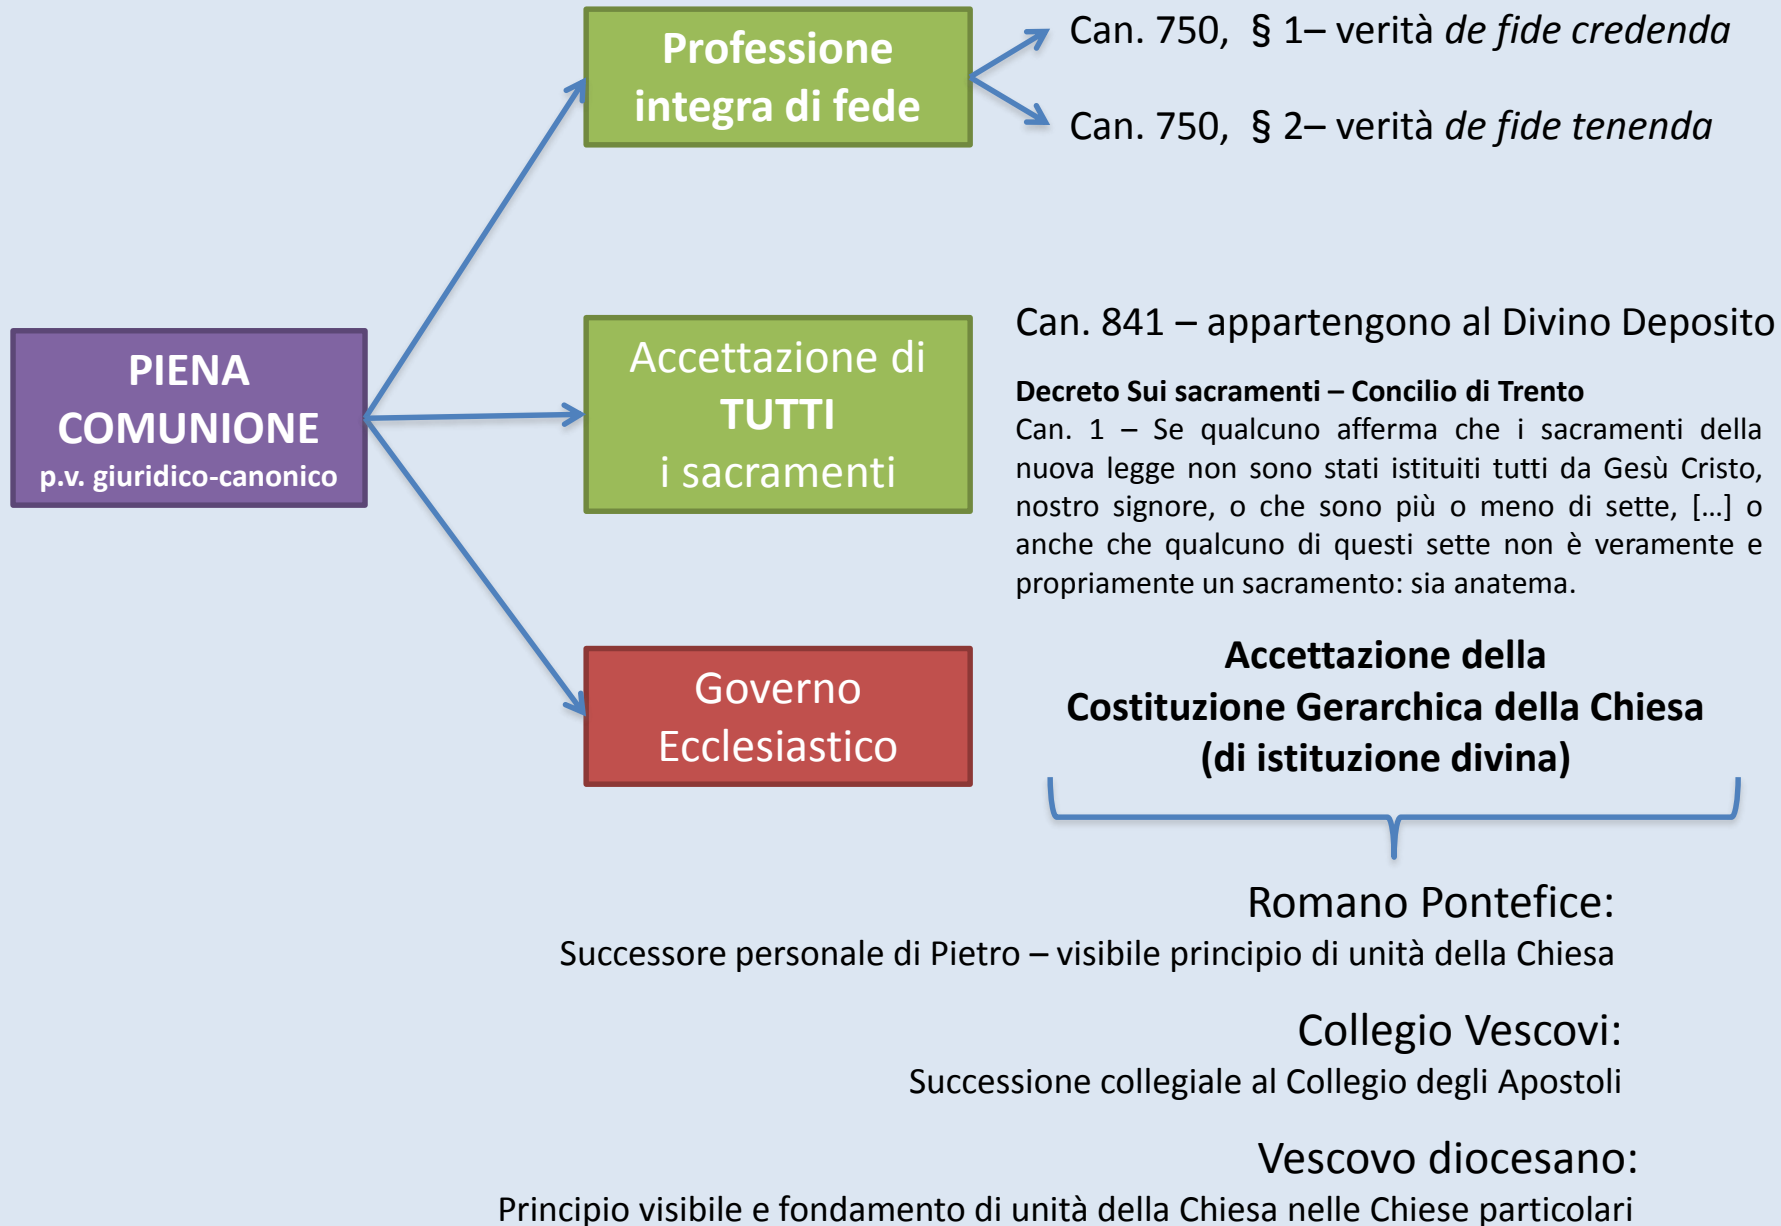 Professione
integra di fede
Can. 750,  § 1– verità de fide credenda
Can. 750,  § 2– verità de fide tenenda
PIENA
COMUNIONE
p.v. giuridico-canonico
Accettazione di
TUTTI
i sacramenti
Can. 841 – appartengono al Divino Deposito
Decreto Sui sacramenti – Concilio di Trento
Can. 1 – Se qualcuno afferma che i sacramenti della
nuova legge non sono stati istituiti tutti da Gesù Cristo,
nostro signore, o che sono più o meno di sette, […] o
anche che qualcuno di questi sette non è veramente e
propriamente un sacramento: sia anatema.
Governo
Ecclesiastico
Accettazione della
Costituzione Gerarchica della Chiesa
(di istituzione divina)
Romano Pontefice:
Successore personale di Pietro – visibile principio di unità della Chiesa
Collegio Vescovi:
Successione collegiale al Collegio degli Apostoli
Vescovo diocesano:
Principio visibile e fondamento di unità della Chiesa nelle Chiese particolari